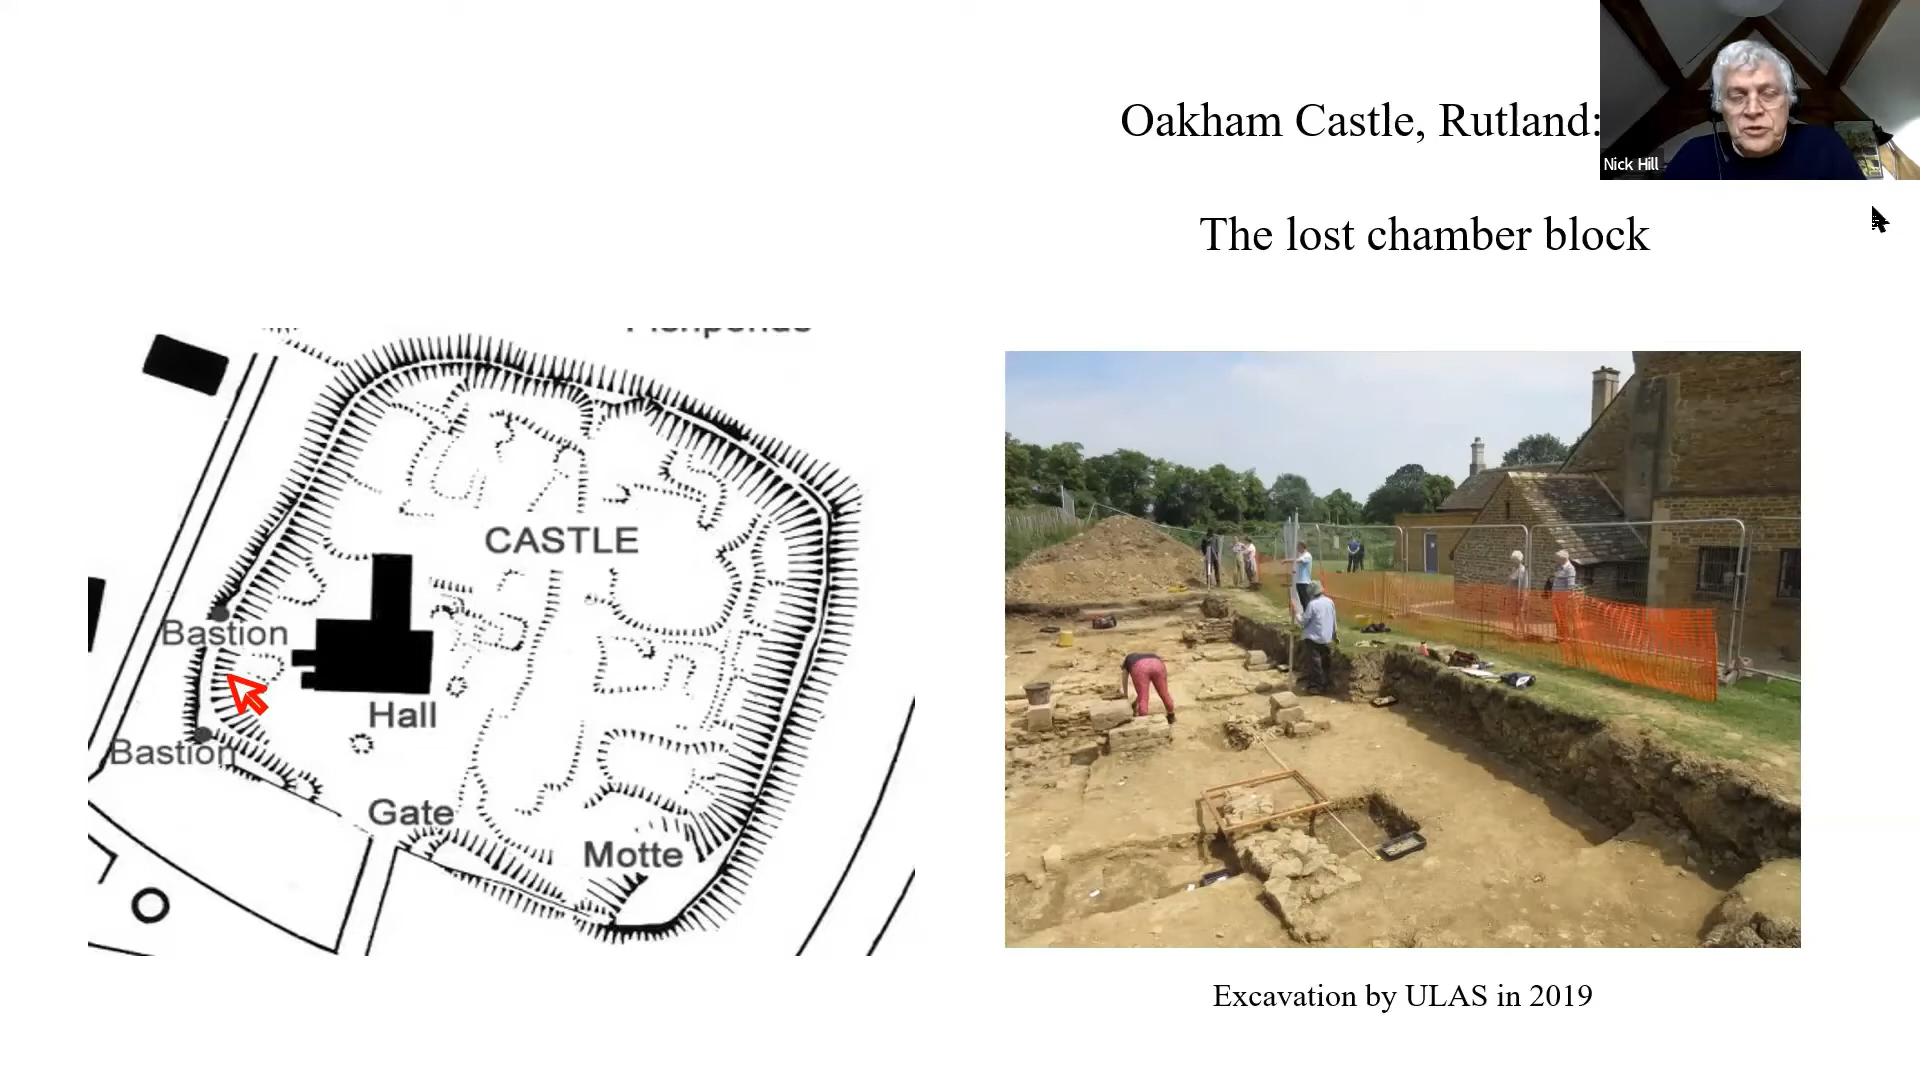 Oakham Castle, Rutland:
Nick Hill
The lost chamber block
CASTLE
Bastion
Hall
Bastion
Gate
Motte
Excavation by ULAS in 2019